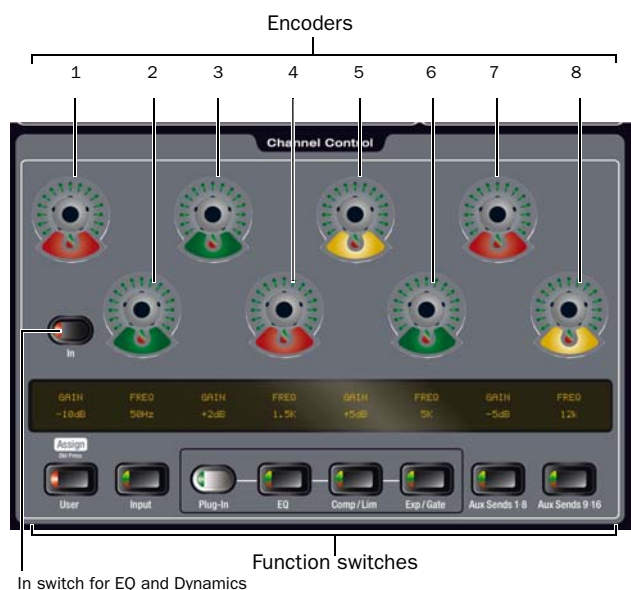 Encoders
1 2 3 4 5 6 7 8
Channel Control
In
GAIN FREQ GAIN FREQ GAIN FREQ GAIN FREQ
-10dB 50Hz +2dB 1.5K +5dB 5K -5dB 12k
Assign
Dbl Press
User Input Plug-In EQ Comp/Lim Exp/Gate Aux Sends 1-8 Aux Sends 9-16
Function switches
In switch for EQ and Dynamics